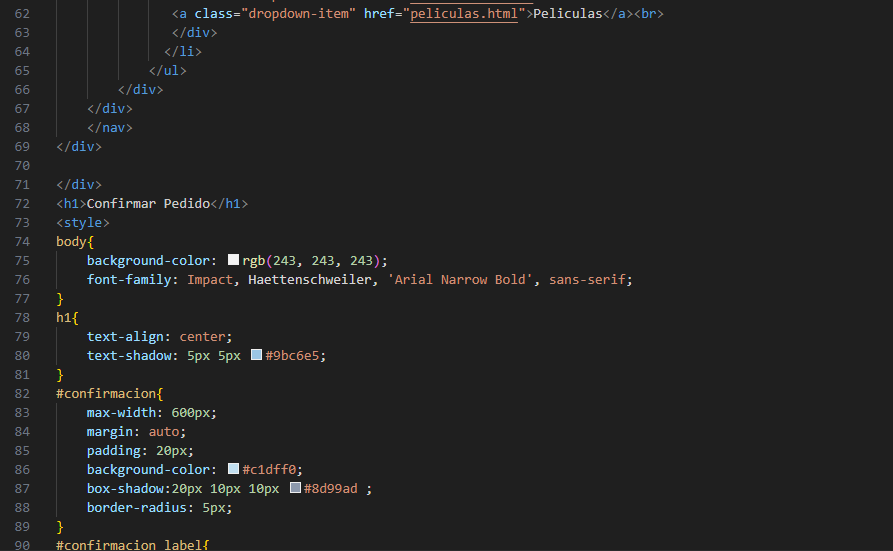 62 <a class="dropdown-item" href="peliculas.html">Peliculas</a><br>
63 </div>
64 </li>
65 </ul>
66 </div>
67 </div>
68 </nav>
69 </div>
70
71 </div>
72 <h1>Confirmar Pedido</h1>
73 <style>
74 body{
75 background-color: rgb(243, 243, 243);
76 font-family: Impact, Haettenschweiler, 'Arial Narrow Bold', sans-serif;
77 }
78 h1{
79 text-align: center;
80 text-shadow: 5px 5px #9bc6e5;
81 }
82 #confirmacion{
83 max-width: 600px;
84 margin: auto;
85 padding: 20px;
86 background-color: #c1dff0;
87 box-shadow:20px 10px 10px #8d99ad ;
88 border-radius: 5px;
89 }
90 #confirmacion label{